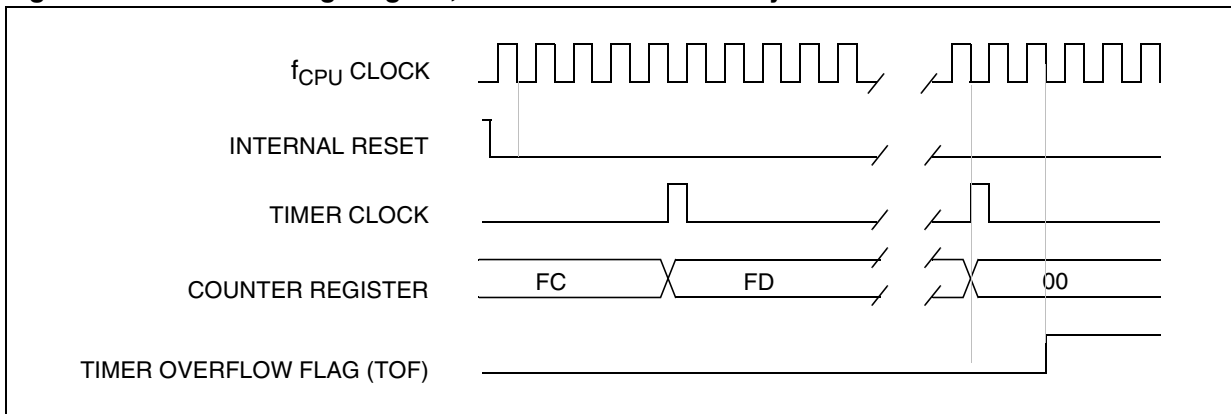 fCPU CLOCK
INTERNAL RESET
TIMER CLOCK
COUNTER REGISTER
FC FD 00
TIMER OVERFLOW FLAG (TOF)